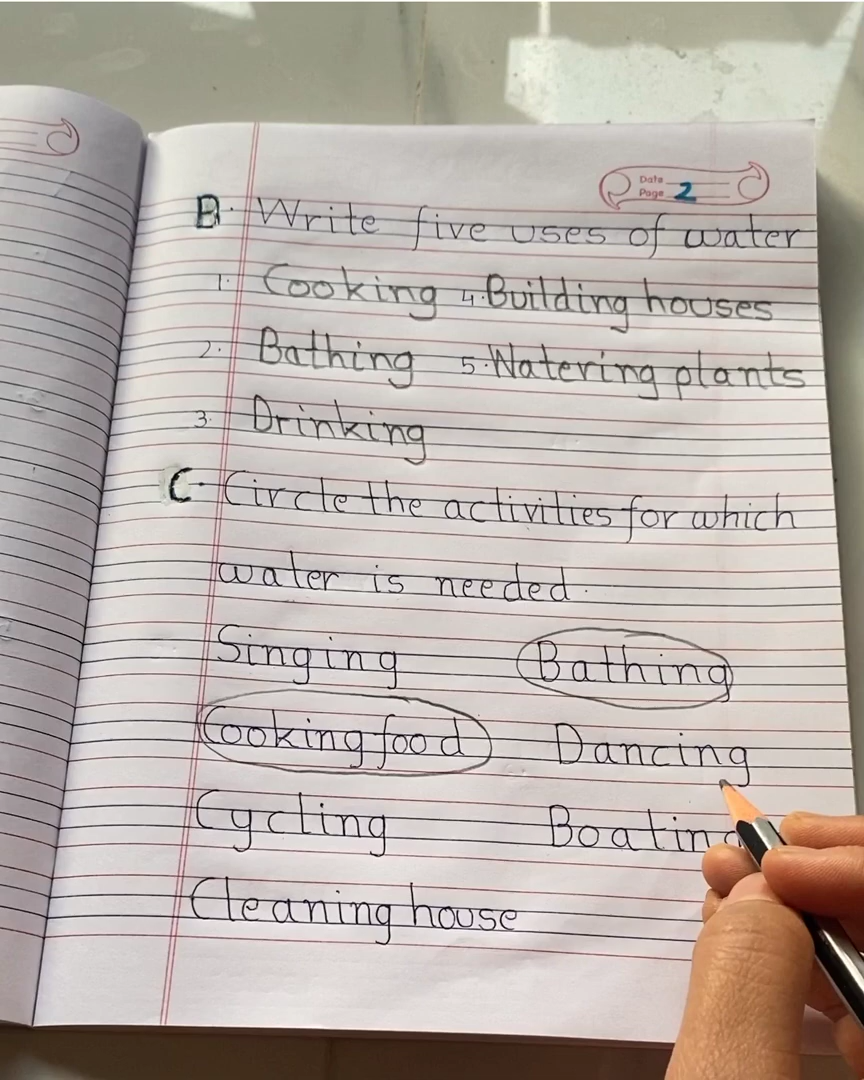 Date
Page 2
B. Write five uses of water
1. Cooking 4. Building houses
2. Bathing 5. Watering plants
3. Drinking
C. Circle the activities for which
water is needed.
Singing Bathing
Cooking food Dancing
Cycling Boating
Cleaning house